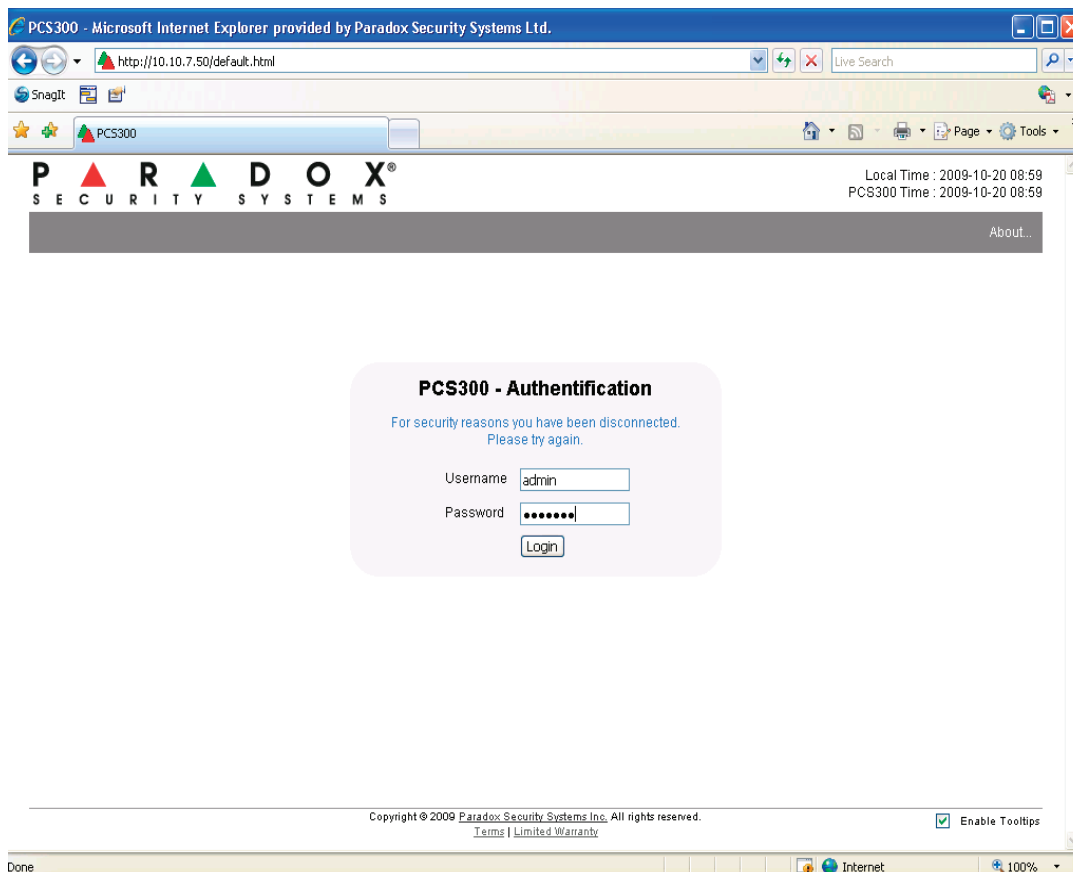 PCS300 - Microsoft Internet Explorer provided by Paradox Security Systems Ltd.
http://10.10.7.50/default.html
Live Search
SnagIt
PCS300
Page
Tools
PARADOX®
SECURITY SYSTEMS
Local Time : 2009-10-20 08:59
PCS300 Time : 2009-10-20 08:59
About...
PCS300 - Authentification
For security reasons you have been disconnected.
Please try again.
Username admin
Password •••••••
Login
Copyright © 2009 Paradox Security Systems Inc. All rights reserved.
Terms | Limited Warranty
Enable Tooltips
Done
Internet
100%